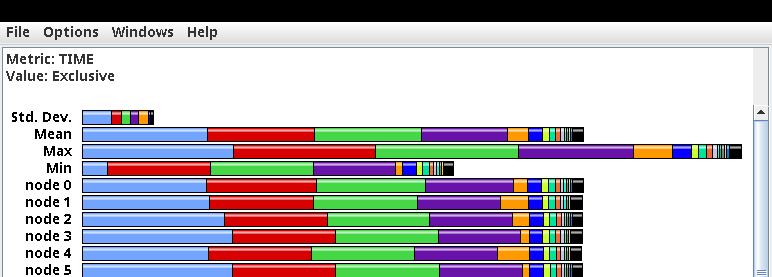 File Options Windows Help
Metric: TIME
Value: Exclusive
Std. Dev.
Mean
Max
Min
node 0
node 1
node 2
node 3
node 4
node 5